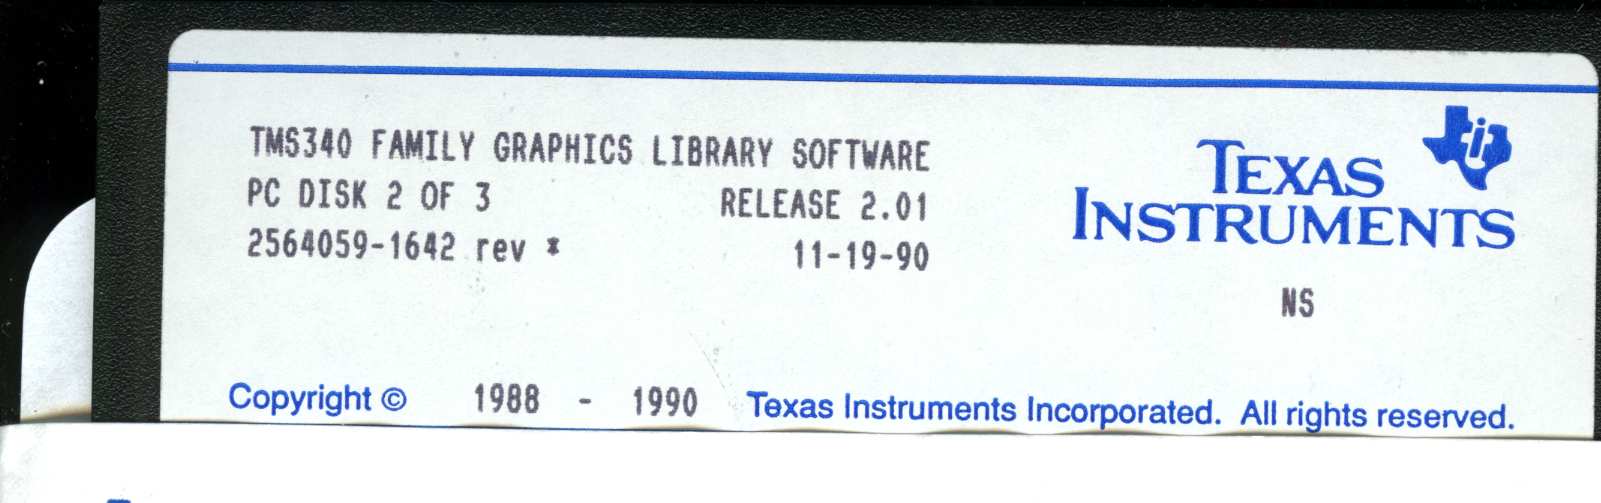 TMS340 FAMILY GRAPHICS LIBRARY SOFTWARE
PC DISK 2 OF 3 RELEASE 2.01
2564059-1642 rev * 11-19-90
TEXAS
INSTRUMENTS
NS
Copyright © 1988 - 1990 Texas Instruments Incorporated. All rights reserved.